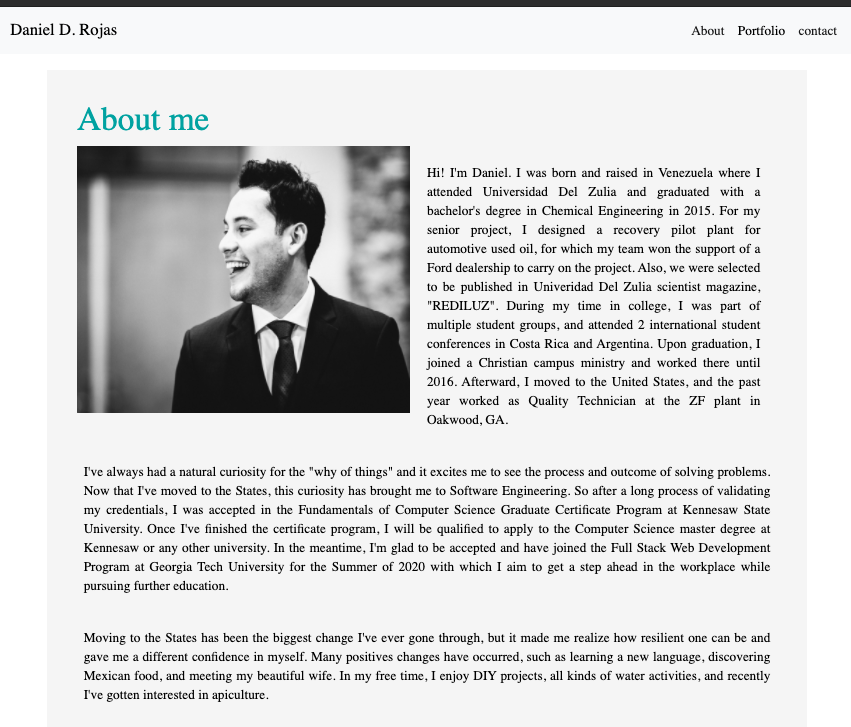 Daniel D. Rojas
About Portfolio contact
About me
Hi! I'm Daniel. I was born and raised in Venezuela where I
attended Universidad Del Zulia and graduated with a
bachelor's degree in Chemical Engineering in 2015. For my
senior project, I designed a recovery pilot plant for
automotive used oil, for which my team won the support of a
Ford dealership to carry on the project. Also, we were selected
to be published in Univeridad Del Zulia scientist magazine,
"REDILUZ". During my time in college, I was part of
multiple student groups, and attended 2 international student
conferences in Costa Rica and Argentina. Upon graduation, I
joined a Christian campus ministry and worked there until
2016. Afterward, I moved to the United States, and the past
year worked as Quality Technician at the ZF plant in
Oakwood, GA.
I've always had a natural curiosity for the "why of things" and it excites me to see the process and outcome of solving problems.
Now that I've moved to the States, this curiosity has brought me to Software Engineering. So after a long process of validating
my credentials, I was accepted in the Fundamentals of Computer Science Graduate Certificate Program at Kennesaw State
University. Once I've finished the certificate program, I will be qualified to apply to the Computer Science master degree at
Kennesaw or any other university. In the meantime, I'm glad to be accepted and have joined the Full Stack Web Development
Program at Georgia Tech University for the Summer of 2020 with which I aim to get a step ahead in the workplace while
pursuing further education.
Moving to the States has been the biggest change I've ever gone through, but it made me realize how resilient one can be and
gave me a different confidence in myself. Many positives changes have occurred, such as learning a new language, discovering
Mexican food, and meeting my beautiful wife. In my free time, I enjoy DIY projects, all kinds of water activities, and recently
I've gotten interested in apiculture.